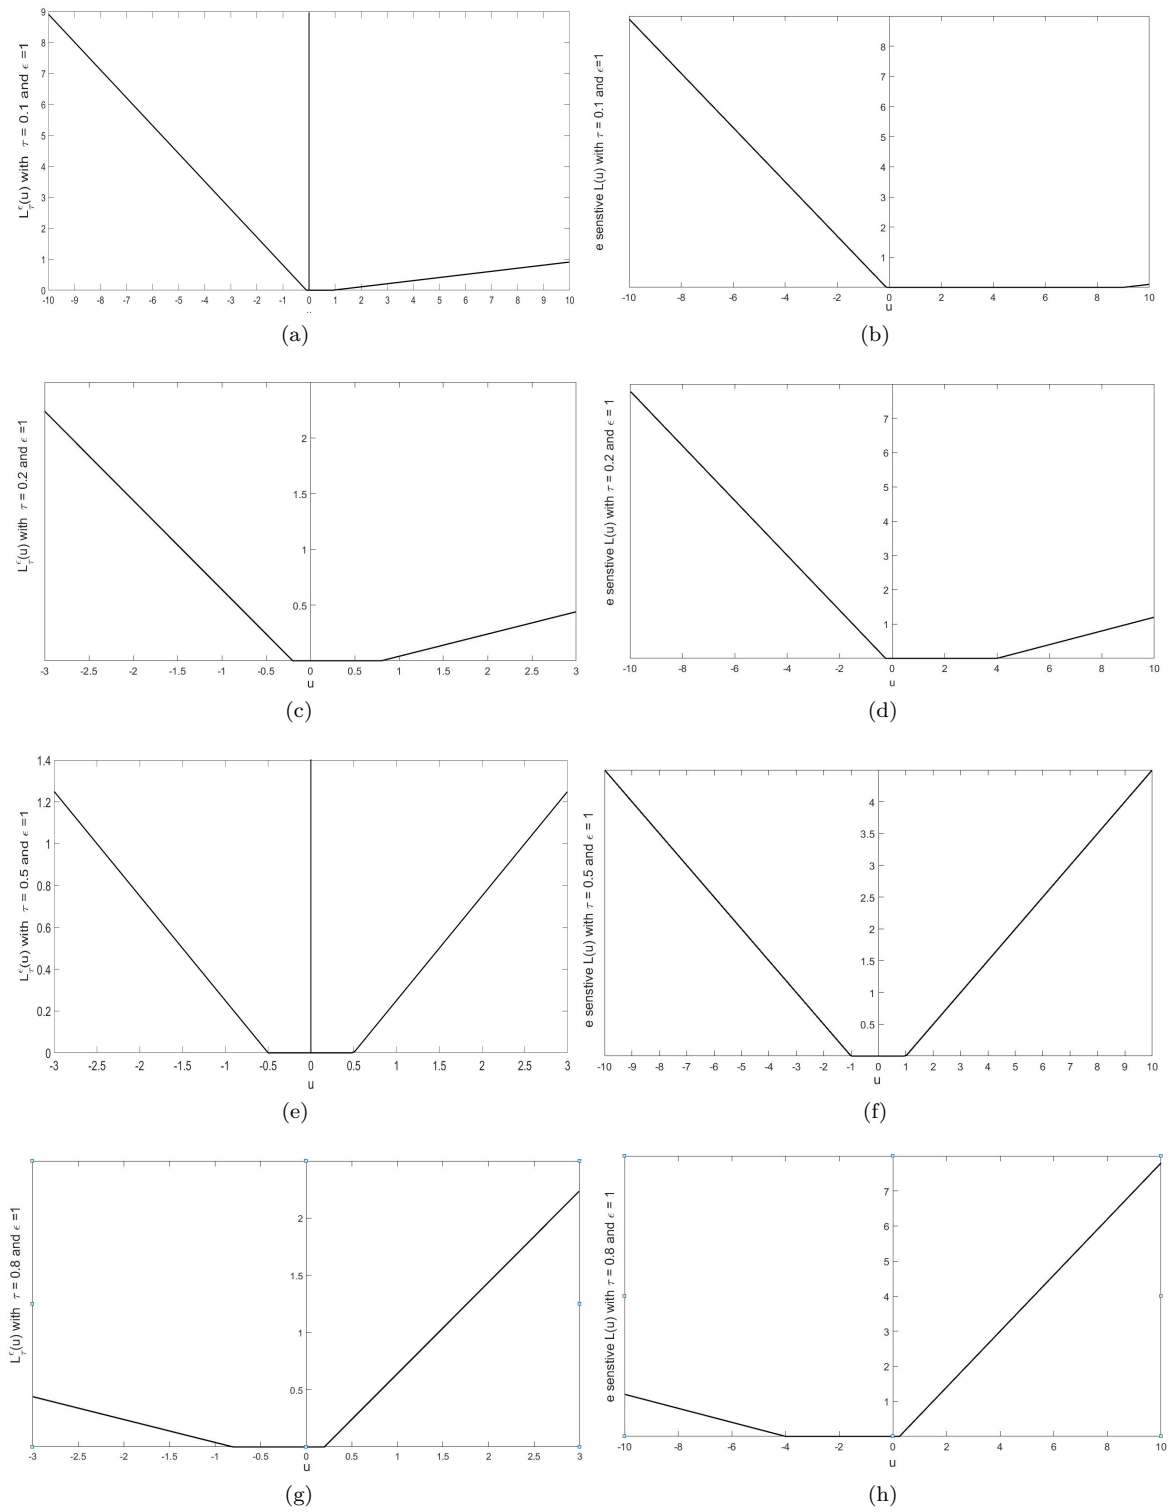 L_τ^ϵ(u) with τ = 0.1 and ϵ =1
9
8
7
6
5
4
3
2
1
0
-10 -9 -8 -7 -6 -5 -4 -3 -2 -1 0 1 2 3 4 5 6 7 8 9 10
(a)
e senstive L(u) with τ = 0.1 and ϵ=1
8
7
6
5
4
3
2
1
-10 -8 -6 -4 -2 0 2 4 6 8 10
u
(b)
L_τ^ϵ(u) with τ = 0.2 and ϵ =1
2
1.5
1
0.5
-3 -2.5 -2 -1.5 -1 -0.5 0 0.5 1 1.5 2 2.5 3
u
(c)
e senstive L(u) with τ = 0.2 and ϵ = 1
7
6
5
4
3
2
1
-10 -8 -6 -4 -2 0 2 4 6 8 10
u
(d)
L_τ^ϵ(u) with τ = 0.5 and ϵ =1
1.4
1.2
1
0.8
0.6
0.4
0.2
0
-3 -2.5 -2 -1.5 -1 -0.5 0 0.5 1 1.5 2 2.5 3
u
(e)
e senstive L(u) with τ = 0.5 and ϵ = 1
4
3.5
3
2.5
2
1.5
1
0.5
-10 -9 -8 -7 -6 -5 -4 -3 -2 -1 0 1 2 3 4 5 6 7 8 9 10
u
(f)
L_τ^ϵ(u) with τ = 0.8 and ϵ =1
2
1.5
1
0.5
-3 -2.5 -2 -1.5 -1 -0.5 0 0.5 1 1.5 2 2.5 3
u
(g)
e senstive L(u) with τ = 0.8 and ϵ = 1
7
6
5
4
3
2
1
-10 -8 -6 -4 -2 0 2 4 6 8 10
u
(h)